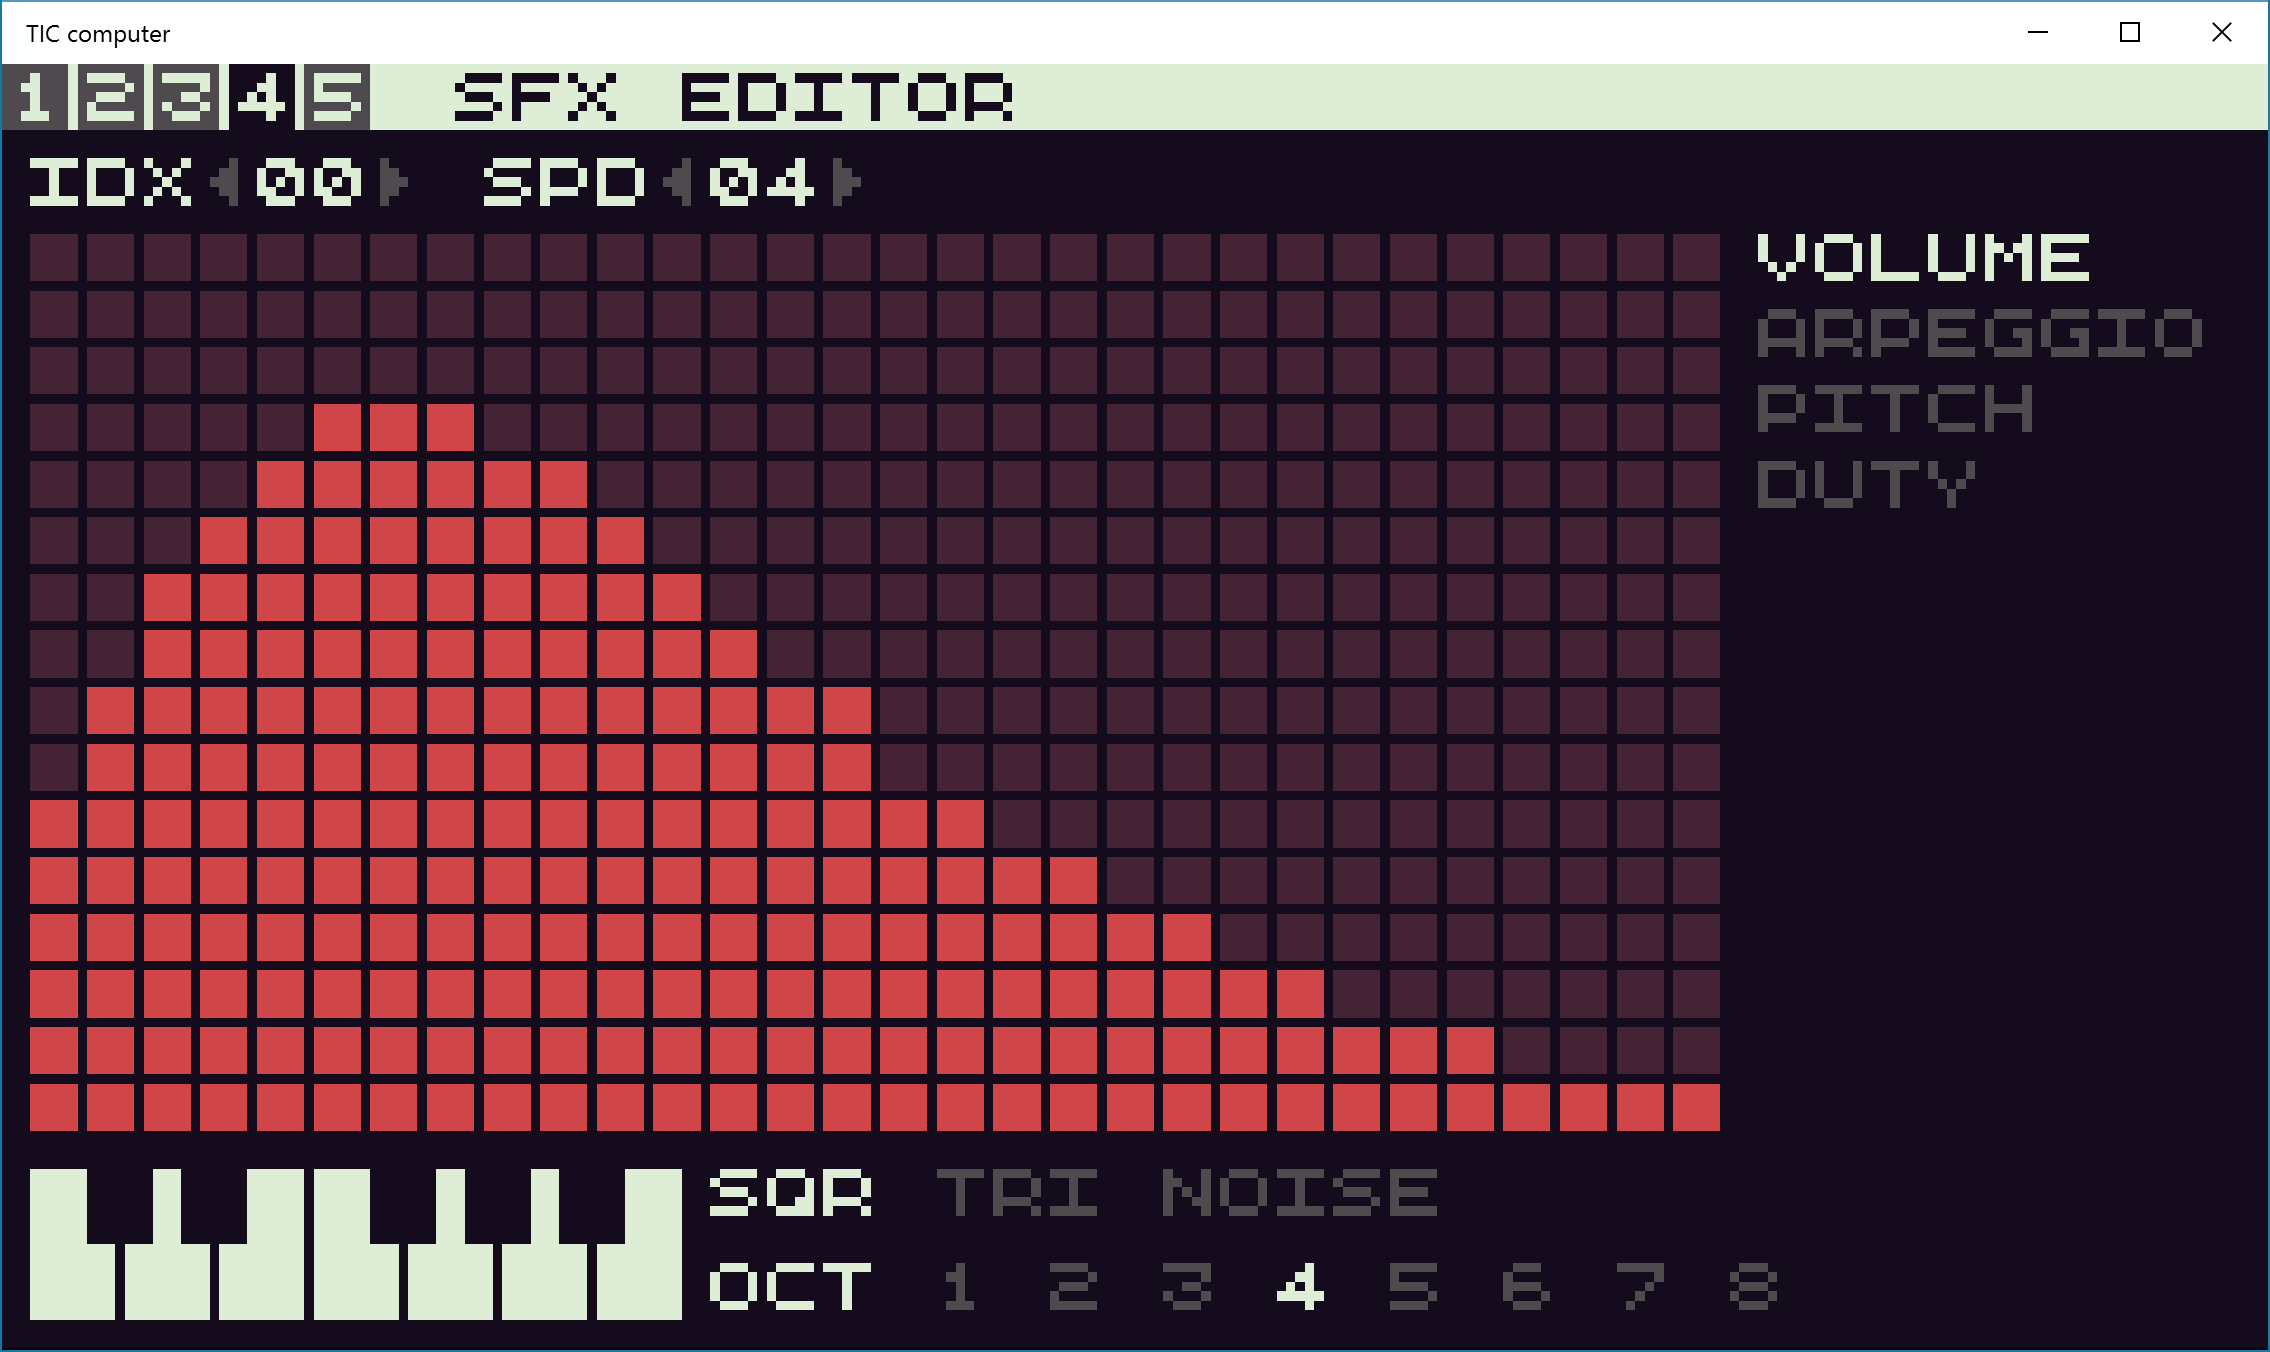 TIC computer
1 2 3 4 5 SFX EDITOR
IDX 00 SPD 04
VOLUME
ARPEGGIO
PITCH
DUTY
SQR TRI NOISE
OCT 1 2 3 4 5 6 7 8